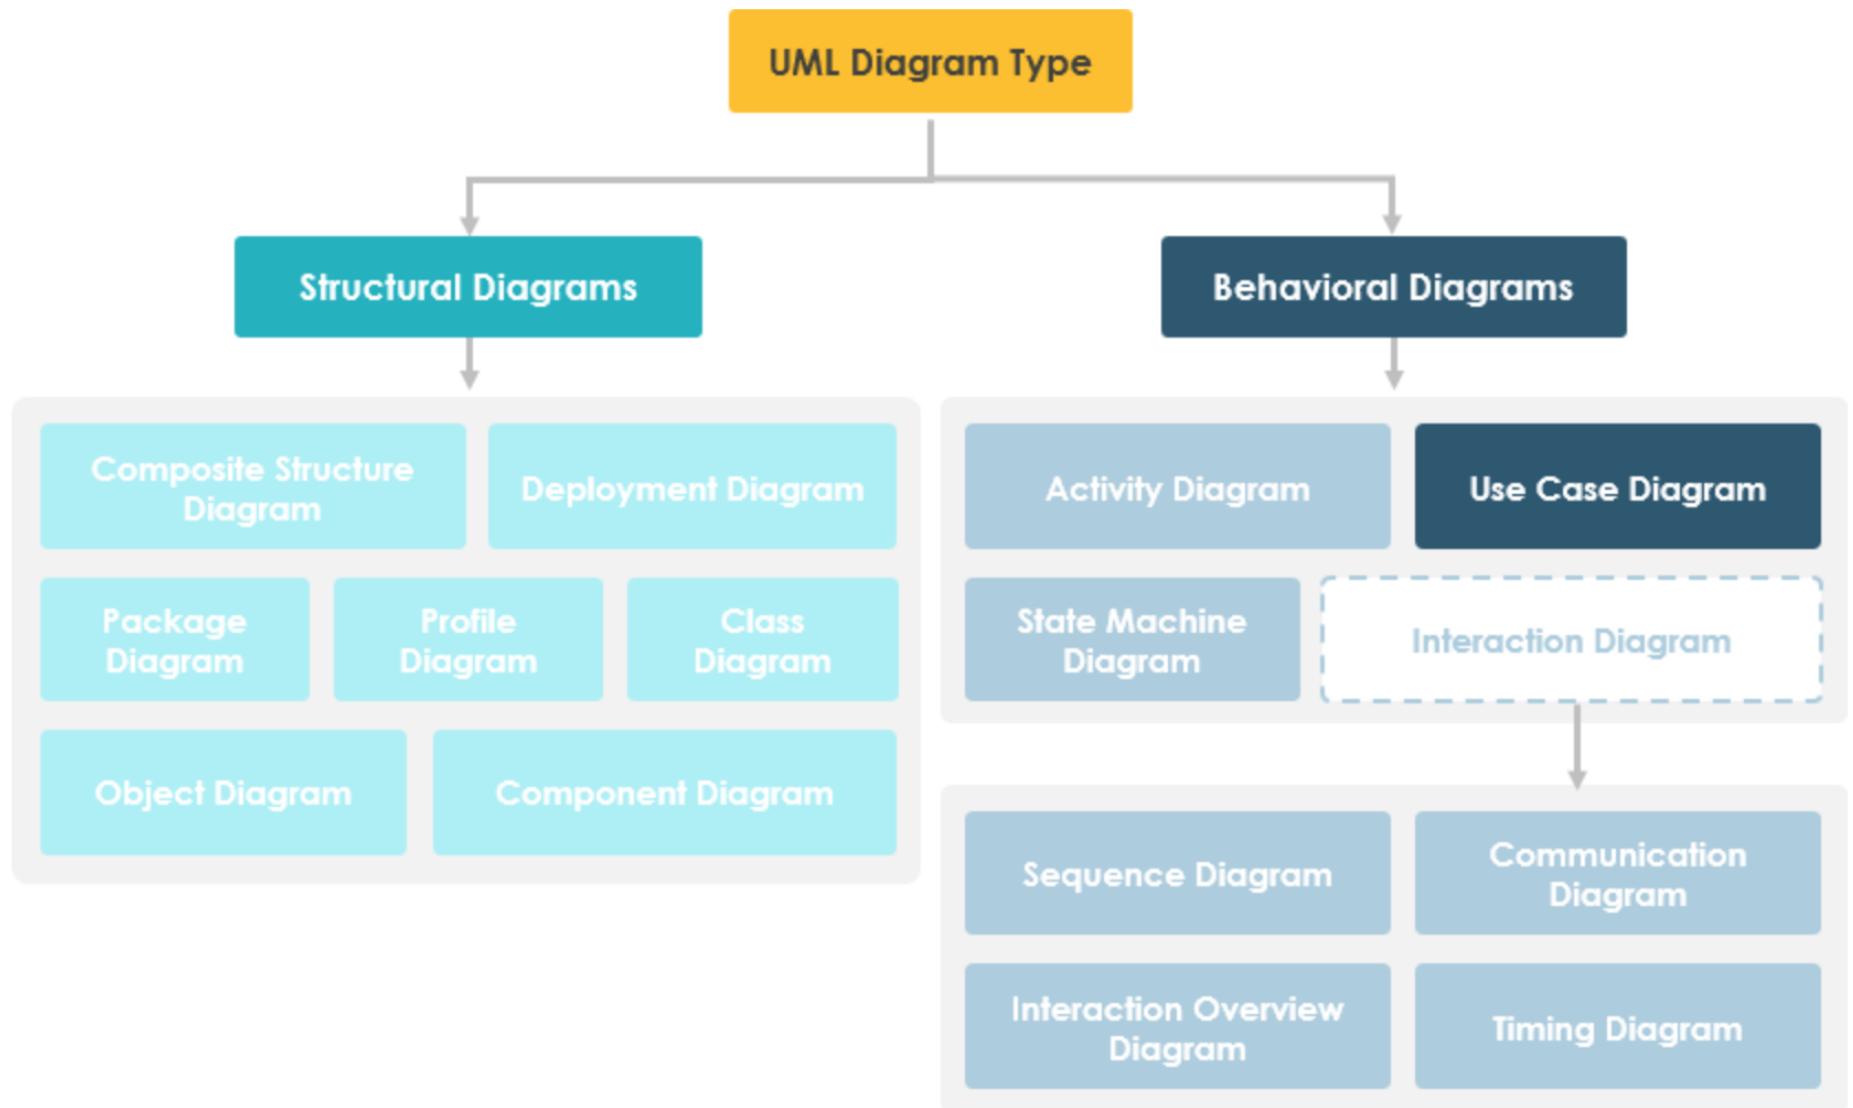 UML Diagram Type
Structural Diagrams
Behavioral Diagrams
Composite Structure
Diagram
Deployment Diagram
Package
Diagram
Profile
Diagram
Class
Diagram
Object Diagram
Component Diagram
Activity Diagram
Use Case Diagram
State Machine
Diagram
Interaction Diagram
Sequence Diagram
Communication
Diagram
Interaction Overview
Diagram
Timing Diagram